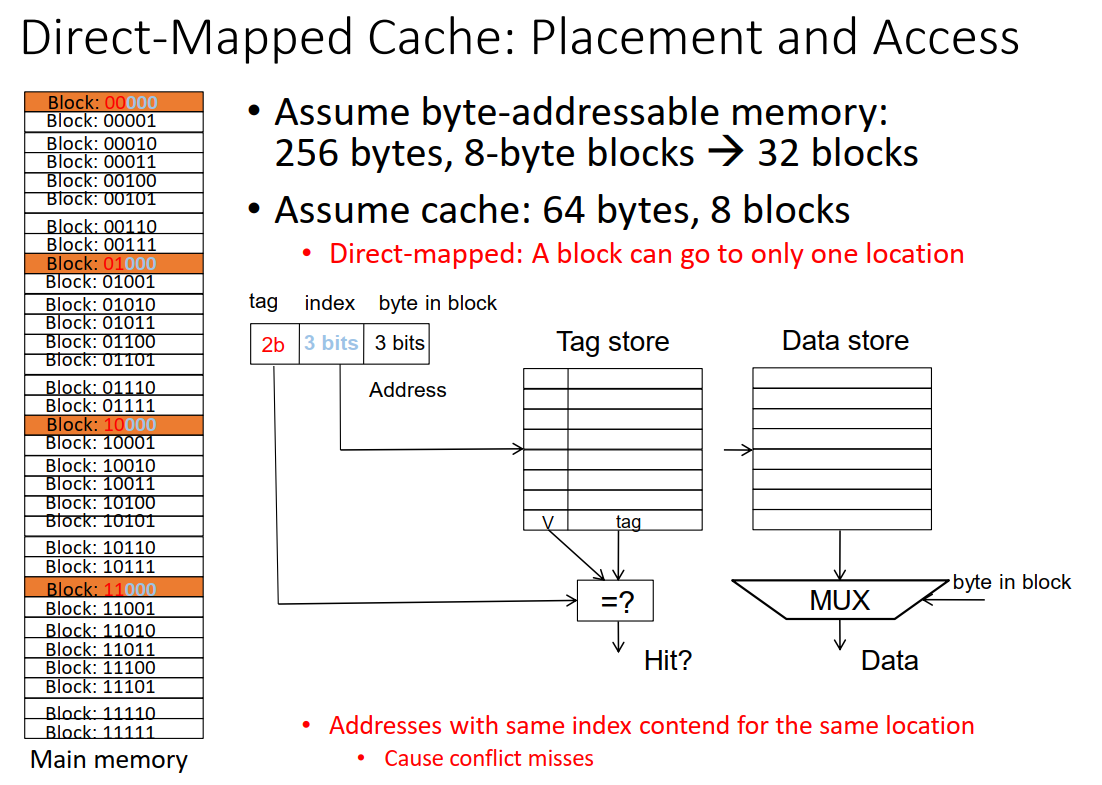 Direct-Mapped Cache: Placement and Access
Block: 00000
Block: 00001
Block: 00010
Block: 00011
Block: 00100
Block: 00101
Block: 00110
Block: 00111
Block: 01000
Block: 01001
Block: 01010
Block: 01011
Block: 01100
Block: 01101
Block: 01110
Block: 01111
Block: 10000
Block: 10001
Block: 10010
Block: 10011
Block: 10100
Block: 10101
Block: 10110
Block: 10111
Block: 11000
Block: 11001
Block: 11010
Block: 11011
Block: 11100
Block: 11101
Block: 11110
Block: 11111
Main memory
• Assume byte-addressable memory:
256 bytes, 8-byte blocks → 32 blocks
• Assume cache: 64 bytes, 8 blocks
• Direct-mapped: A block can go to only one location
tag index byte in block
2b 3 bits 3 bits
Address
Tag store
Data store
V tag
=?
Hit?
MUX
byte in block
Data
• Addresses with same index contend for the same location
• Cause conflict misses